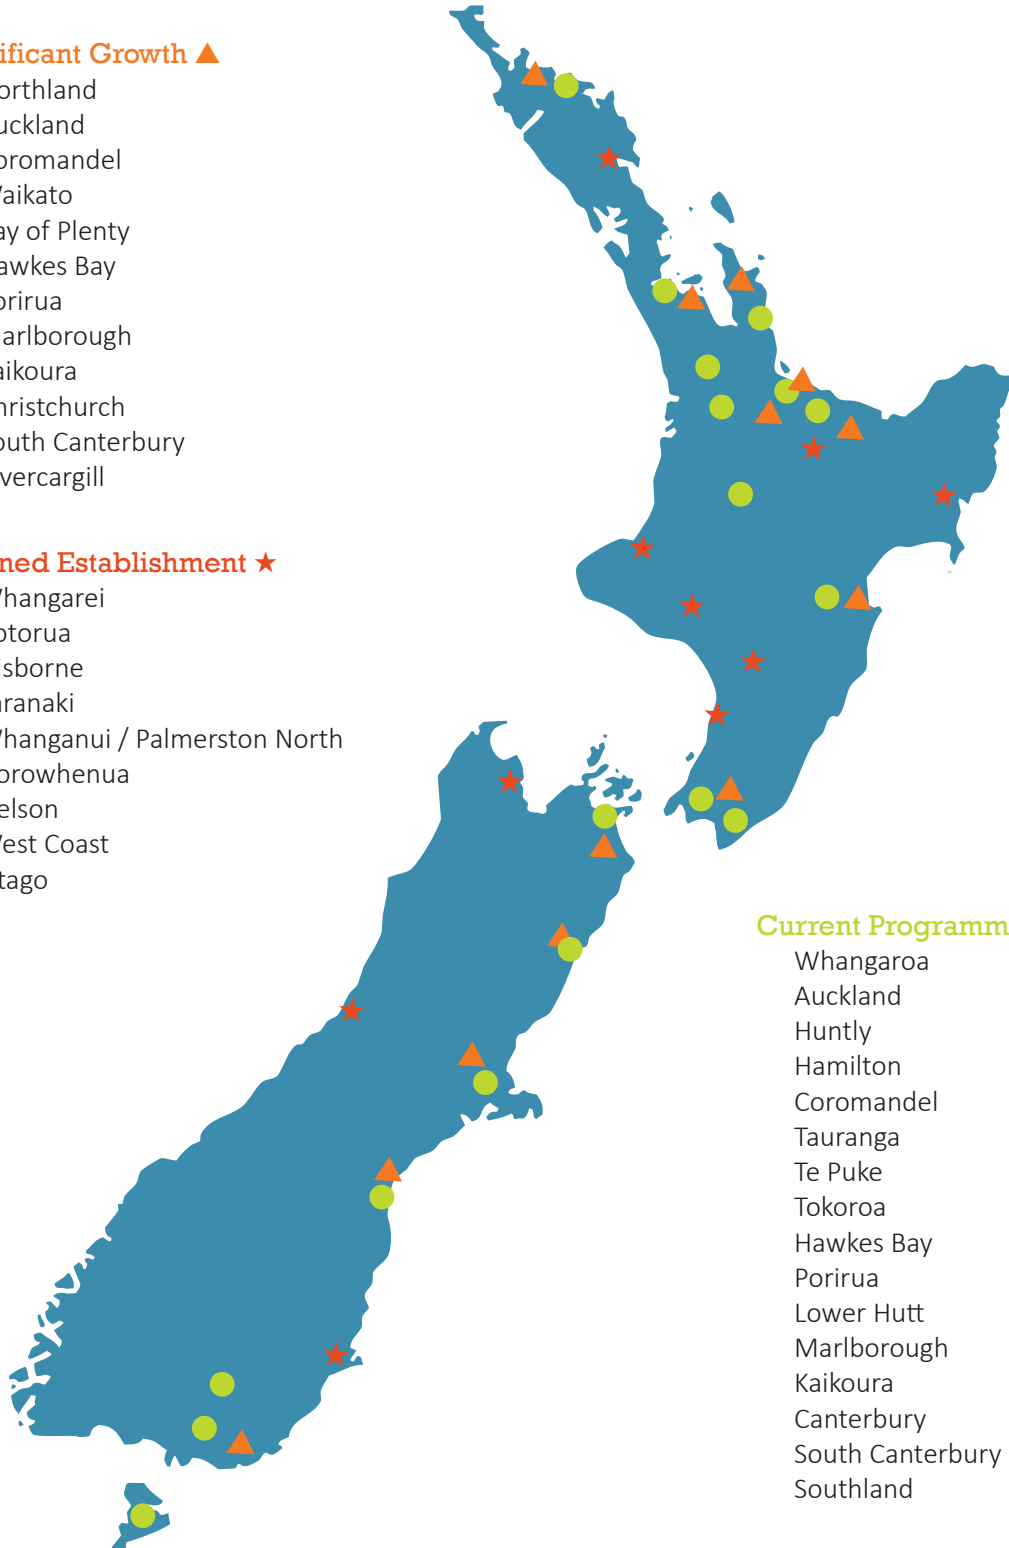 ificant Growth
orthland
uckland
oromandel
aikato
ay of Plenty
awkes Bay
orirua
arlborough
aikoura
hristchurch
outh Canterbury
vercargill
ned Establishment
hangarei
otorua
isborne
ranaki
hanganui / Palmerston North
orowhenua
elson
est Coast
tago
Current Programm
Whangaroa
Auckland
Huntly
Hamilton
Coromandel
Tauranga
Te Puke
Tokoroa
Hawkes Bay
Porirua
Lower Hutt
Marlborough
Kaikoura
Canterbury
South Canterbury
Southland